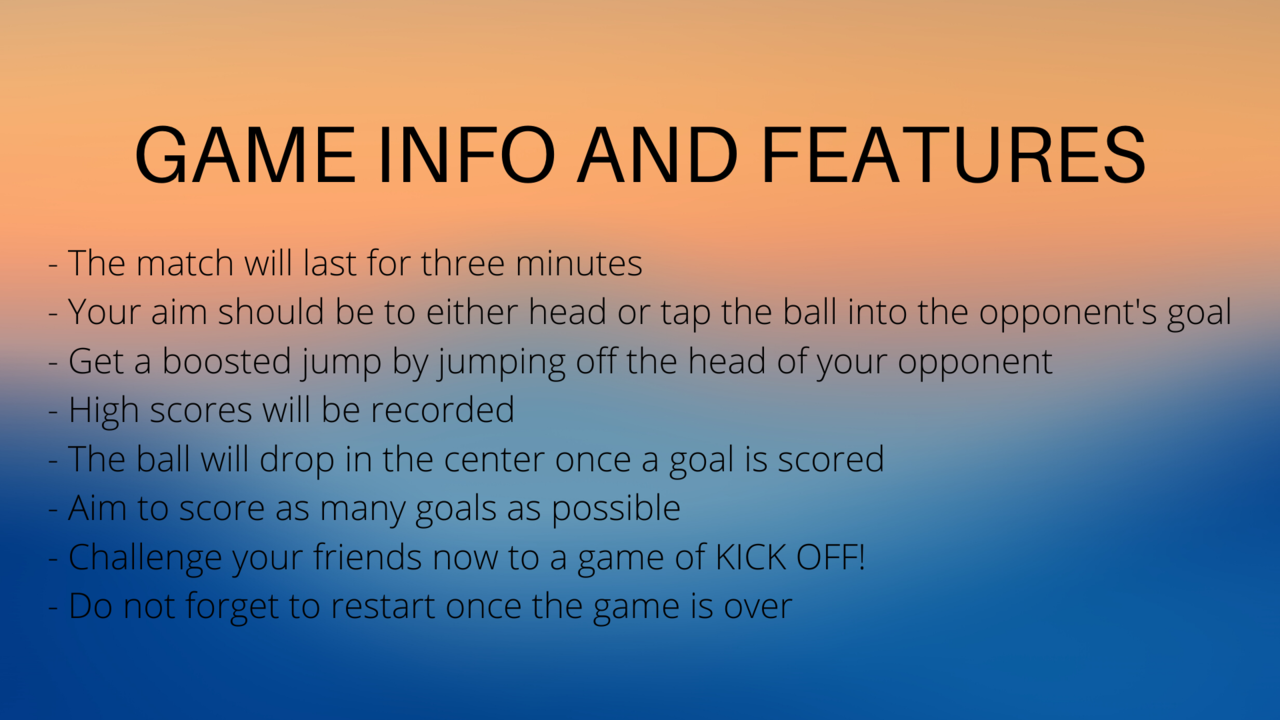 GAME INFO AND FEATURES
- The match will last for three minutes
- Your aim should be to either head or tap the ball into the opponent's goal
- Get a boosted jump by jumping off the head of your opponent
- High scores will be recorded
- The ball will drop in the center once a goal is scored
- Aim to score as many goals as possible
- Challenge your friends now to a game of KICK OFF!
- Do not forget to restart once the game is over